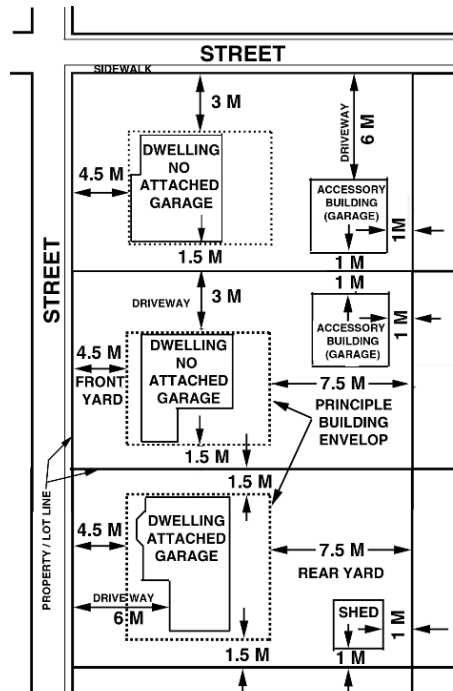 STREET
SIDEWALK
3 M
DRIVEWAY
6 M
DWELLING
NO
ATTACHED
GARAGE
4.5 M
ACCESSORY
BUILDING
(GARAGE)
1M
1.5 M
1 M
STREET
1 M
DRIVEWAY
3 M
DWELLING
NO
ATTACHED
GARAGE
ACCESSORY
BUILDING
(GARAGE)
1 M
4.5 M
FRONT
YARD
7.5 M
PRINCIPLE
BUILDING
ENVELOP
1.5 M
1.5 M
PROPERTY / LOT LINE
4.5 M
DWELLING
ATTACHED
GARAGE
7.5 M
REAR YARD
DRIVE WAY
6 M
SHED
1 M
1.5 M
1 M